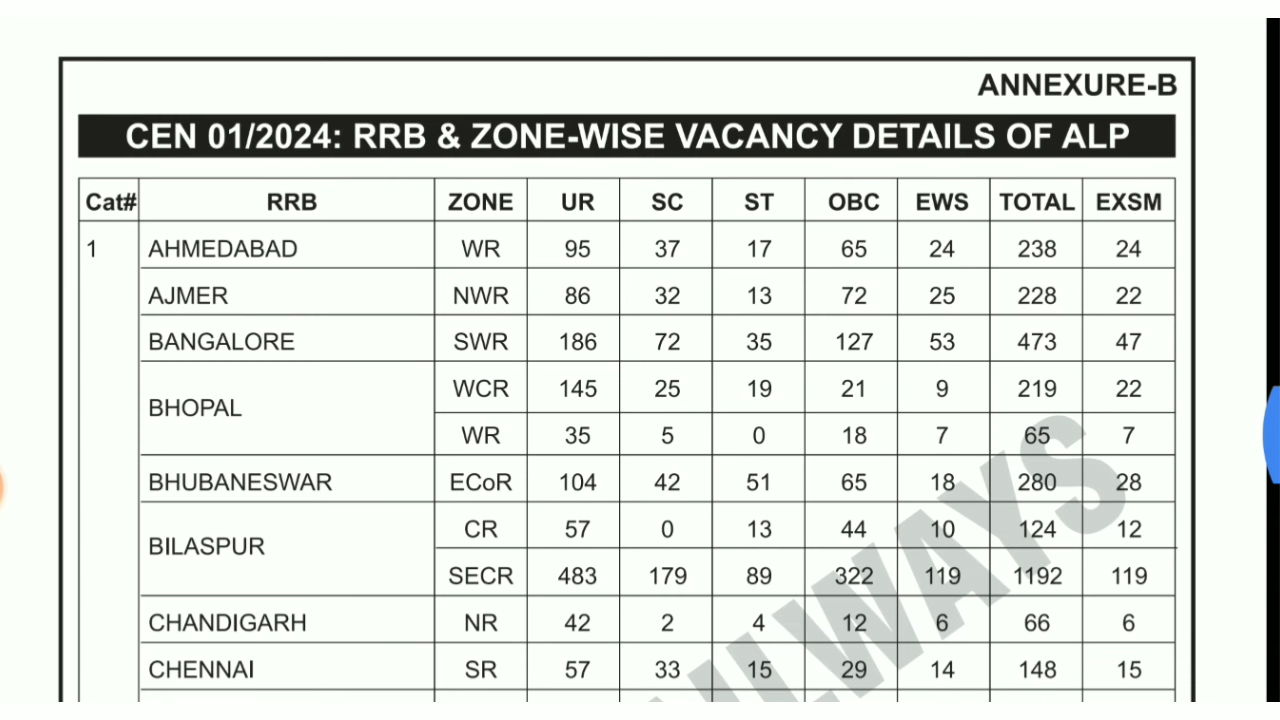 ANNEXURE-B
CEN 01/2024: RRB & ZONE-WISE VACANCY DETAILS OF ALP
Cat# RRB ZONE UR SC ST OBC EWS TOTAL EXSM
1 AHMEDABAD WR 95 37 17 65 24 238 24
AJMER NWR 86 32 13 72 25 228 22
BANGALORE SWR 186 72 35 127 53 473 47
BHOPAL WCR 145 25 19 21 9 219 22
WR 35 5 0 18 7 65 7
BHUBANESWAR ECoR 104 42 51 65 18 280 28
BILASPUR CR 57 0 13 44 10 124 12
SECR 483 179 89 322 119 1192 119
CHANDIGARH NR 42 2 4 12 6 66 6
CHENNAI SR 57 33 15 29 14 148 15